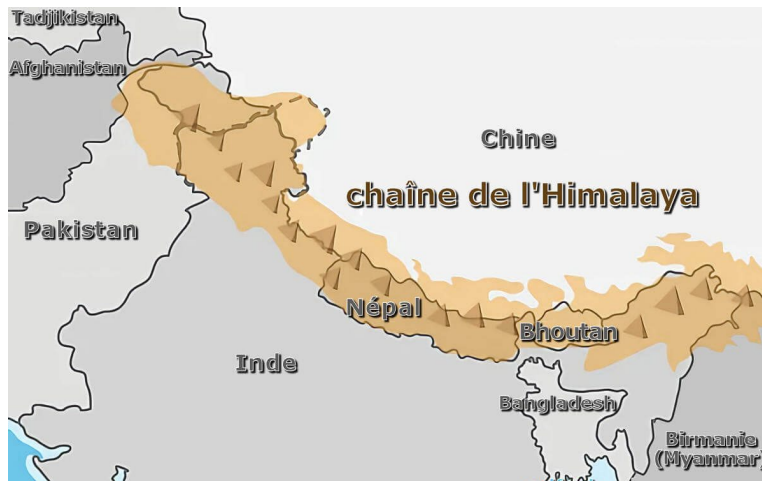 Tadjikistan
Afghanistan
Chine
chaîne de l'Himalaya
Pakistan
Népal
Bhoutan
Inde
Bangladesh
Birmanie
(Myanmar)